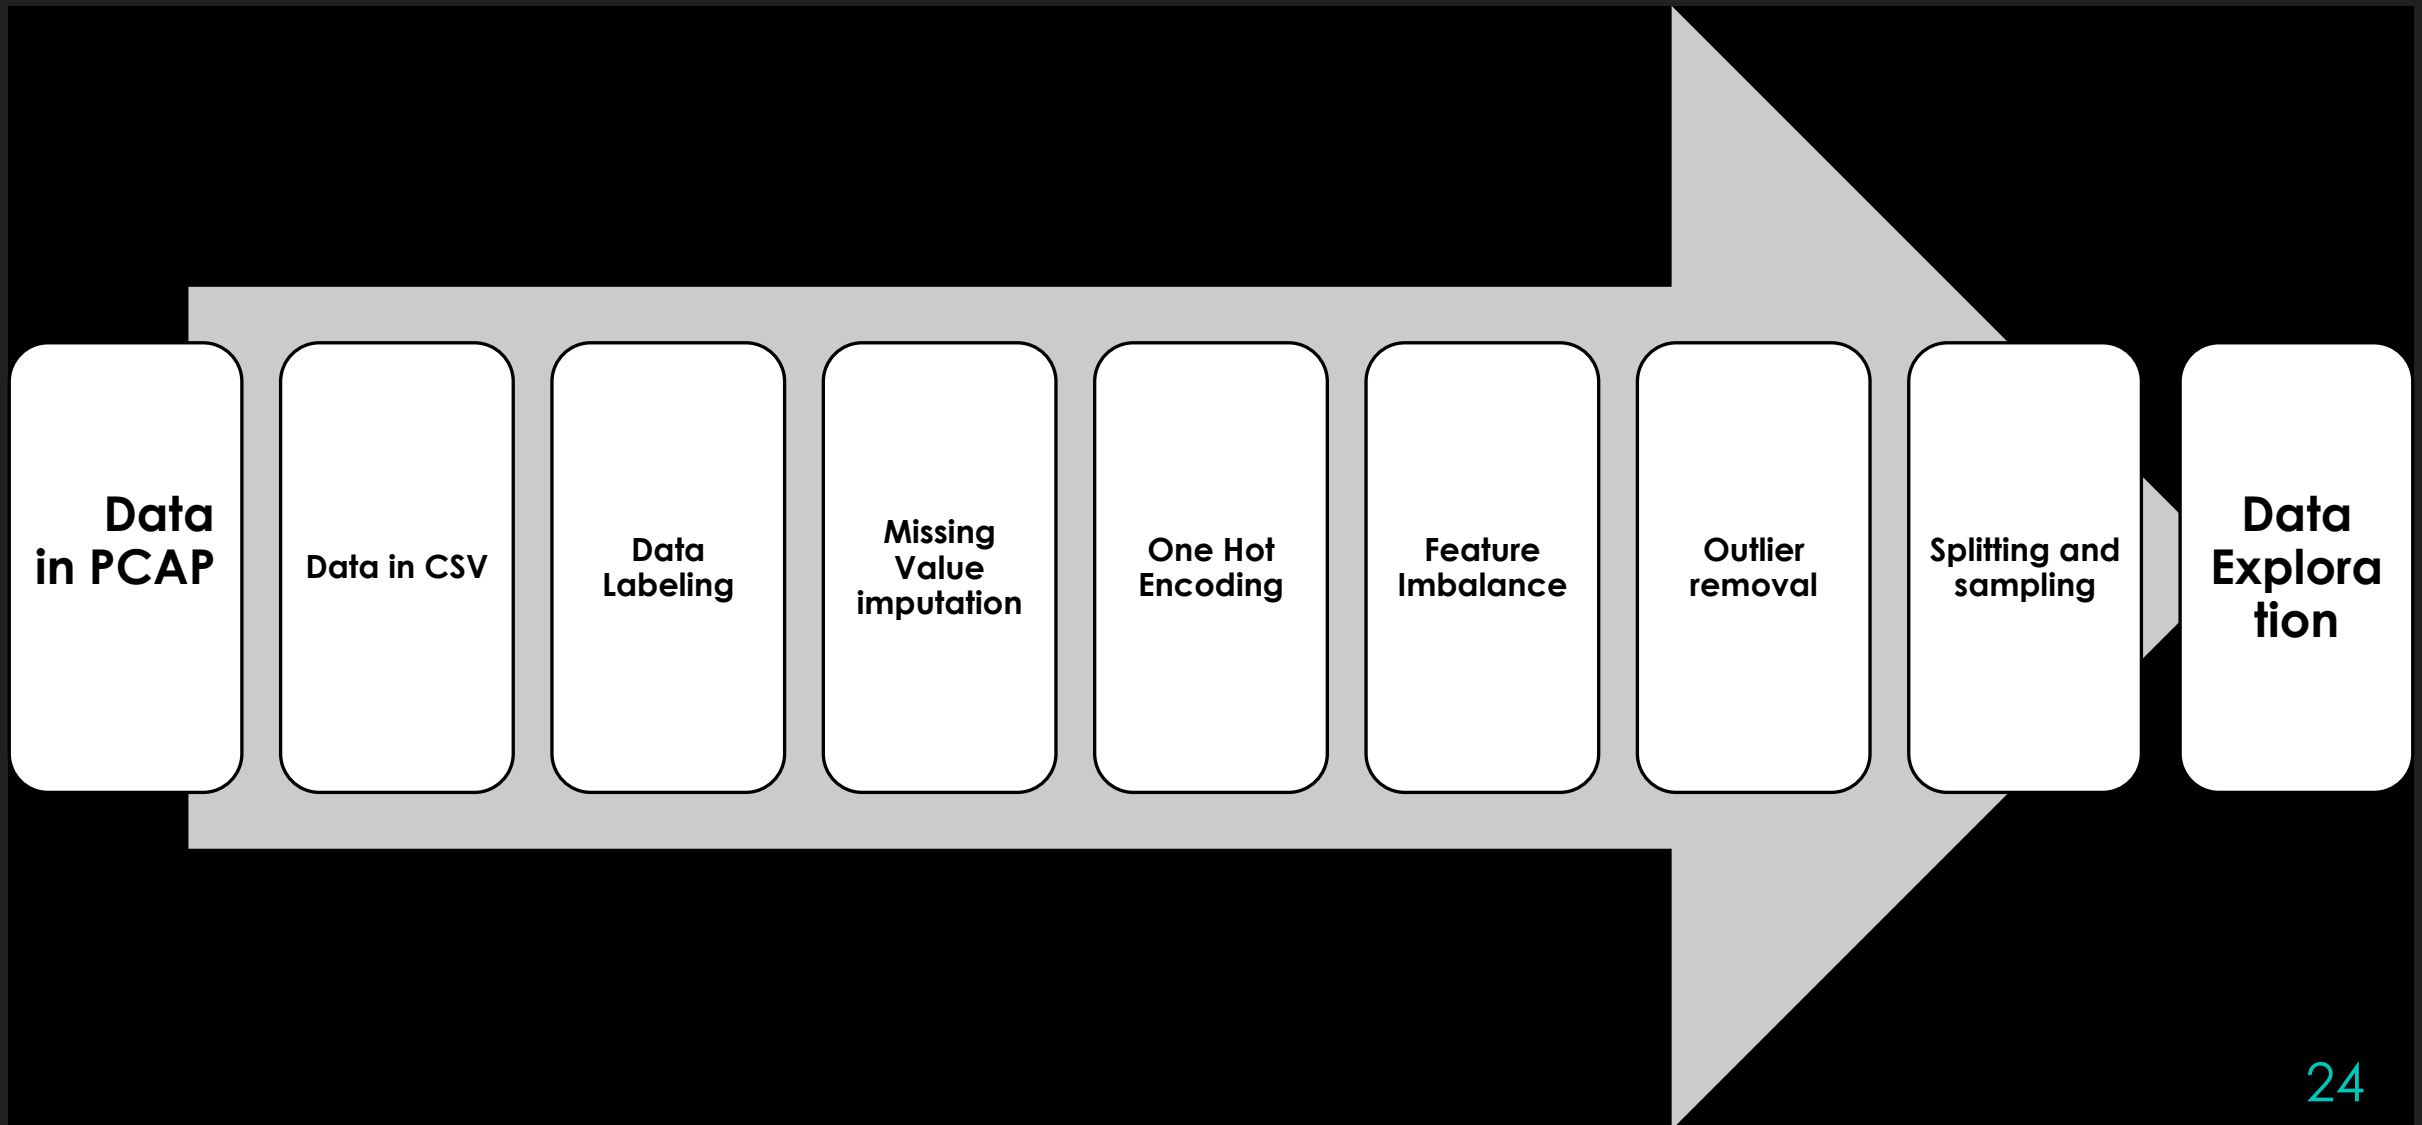 Data
in PCAP
Data in CSV
Data
Labeling
Missing
Value
imputation
One Hot
Encoding
Feature
Imbalance
Outlier
removal
Splitting and
sampling
Data
Explora
tion
24